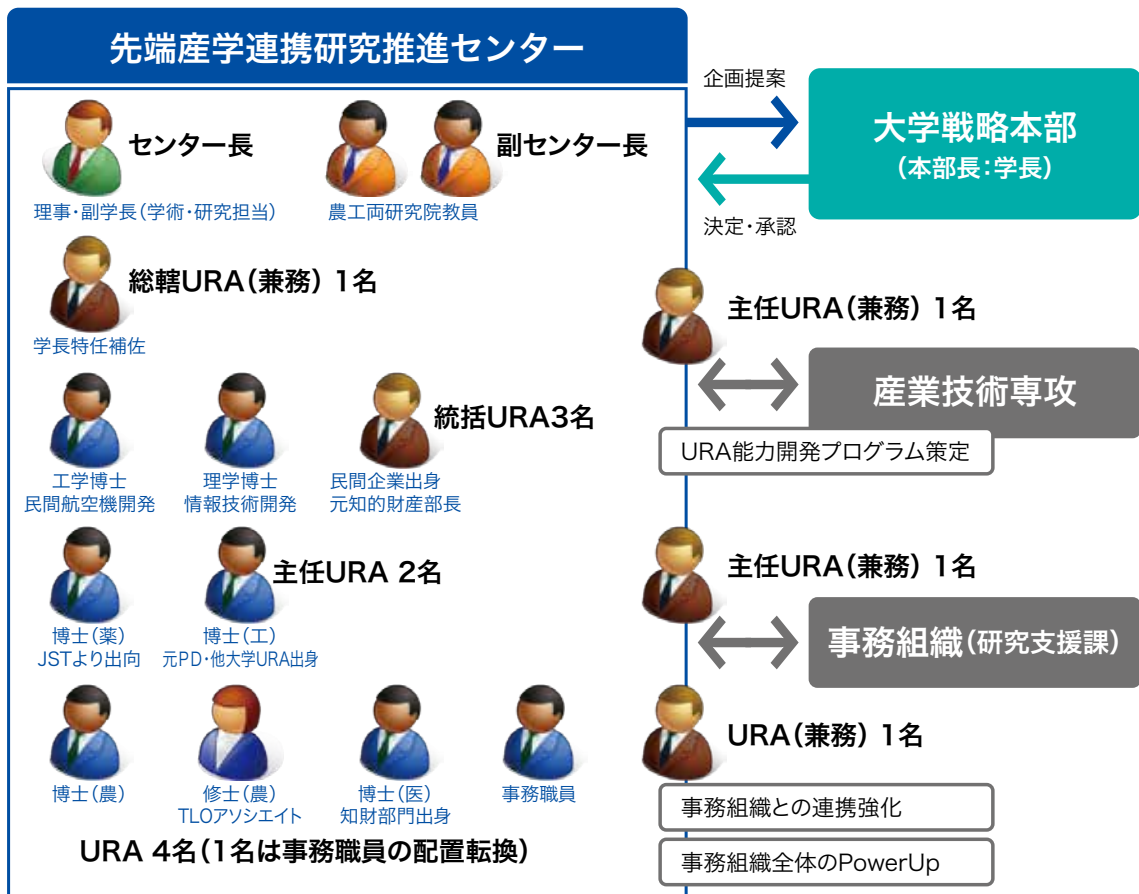 先端産学連携研究推進センター
センター長
理事・副学長(学術・研究担当)
副センター長
農工両研究院教員
企画提案
決定・承認
大学戦略本部
(本部長：学長)
総轄URA(兼務) 1名
学長特任補佐
主任URA(兼務) 1名
産業技術専攻
URA能力開発プログラム策定
統括URA3名
工学博士
民間航空機開発
理学博士
情報技術開発
民間企業出身
元知的財産部長
主任URA 2名
博士(薬)
JSTより出向
博士(工)
元PD・他大学URA出身
主任URA(兼務) 1名
事務組織(研究支援課)
博士(農)
修士(農)
TLOアソシエイト
博士(医)
知財部門出身
事務職員
URA 4名(1名は事務職員の配置転換)
URA(兼務) 1名
事務組織との連携強化
事務組織全体のPowerUp